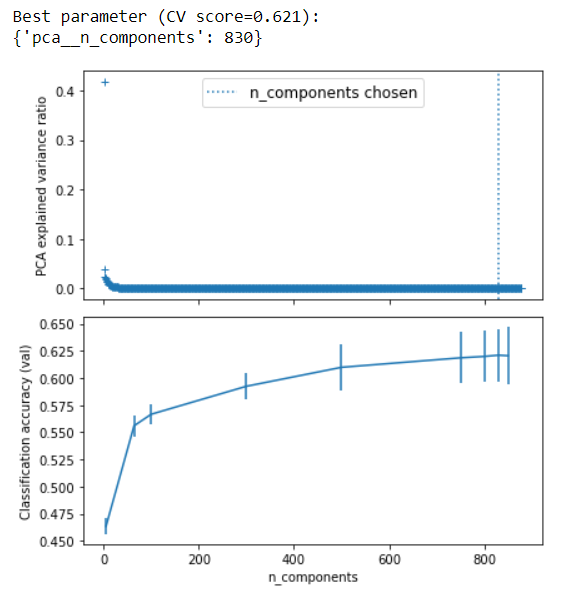 Best parameter (CV score=0.621):
{'pca__n_components': 830}
n_components chosen
PCA explained variance ratio
0.4
0.3
0.2
0.1
0.0
Classification accuracy (val)
0.650
0.625
0.600
0.575
0.550
0.525
0.500
0.475
0.450
0 200 400 600 800
n_components